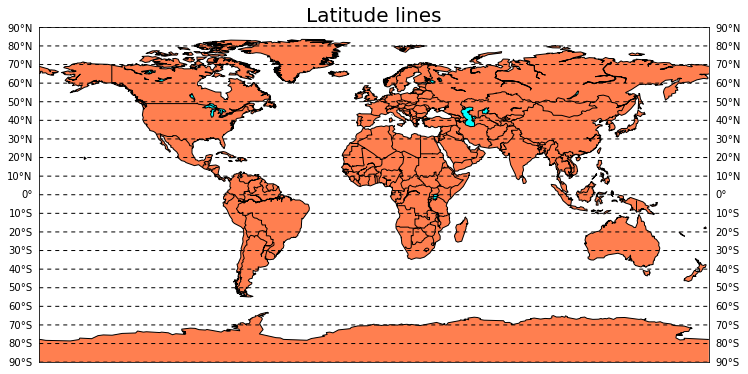 Latitude lines
90°N 90°N
80°N 80°N
70°N 70°N
60°N 60°N
50°N 50°N
40°N 40°N
30°N 30°N
20°N 20°N
10°N 10°N
0° 0°
10°S 10°S
20°S 20°S
30°S 30°S
40°S 40°S
50°S 50°S
60°S 60°S
70°S 70°S
80°S 80°S
90°S 90°S